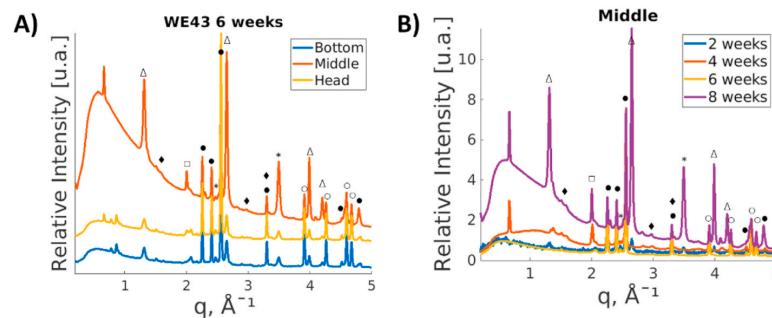 A)
WE43 6 weeks
Relative Intensity [u.a.]
Bottom
Middle
Head
1 2 3 4 5
q, Å⁻¹
B)
Middle
Relative Intensity [u.a.]
2 weeks
4 weeks
6 weeks
8 weeks
10
8
6
4
2
0
1 2 3 4
q, Å⁻¹